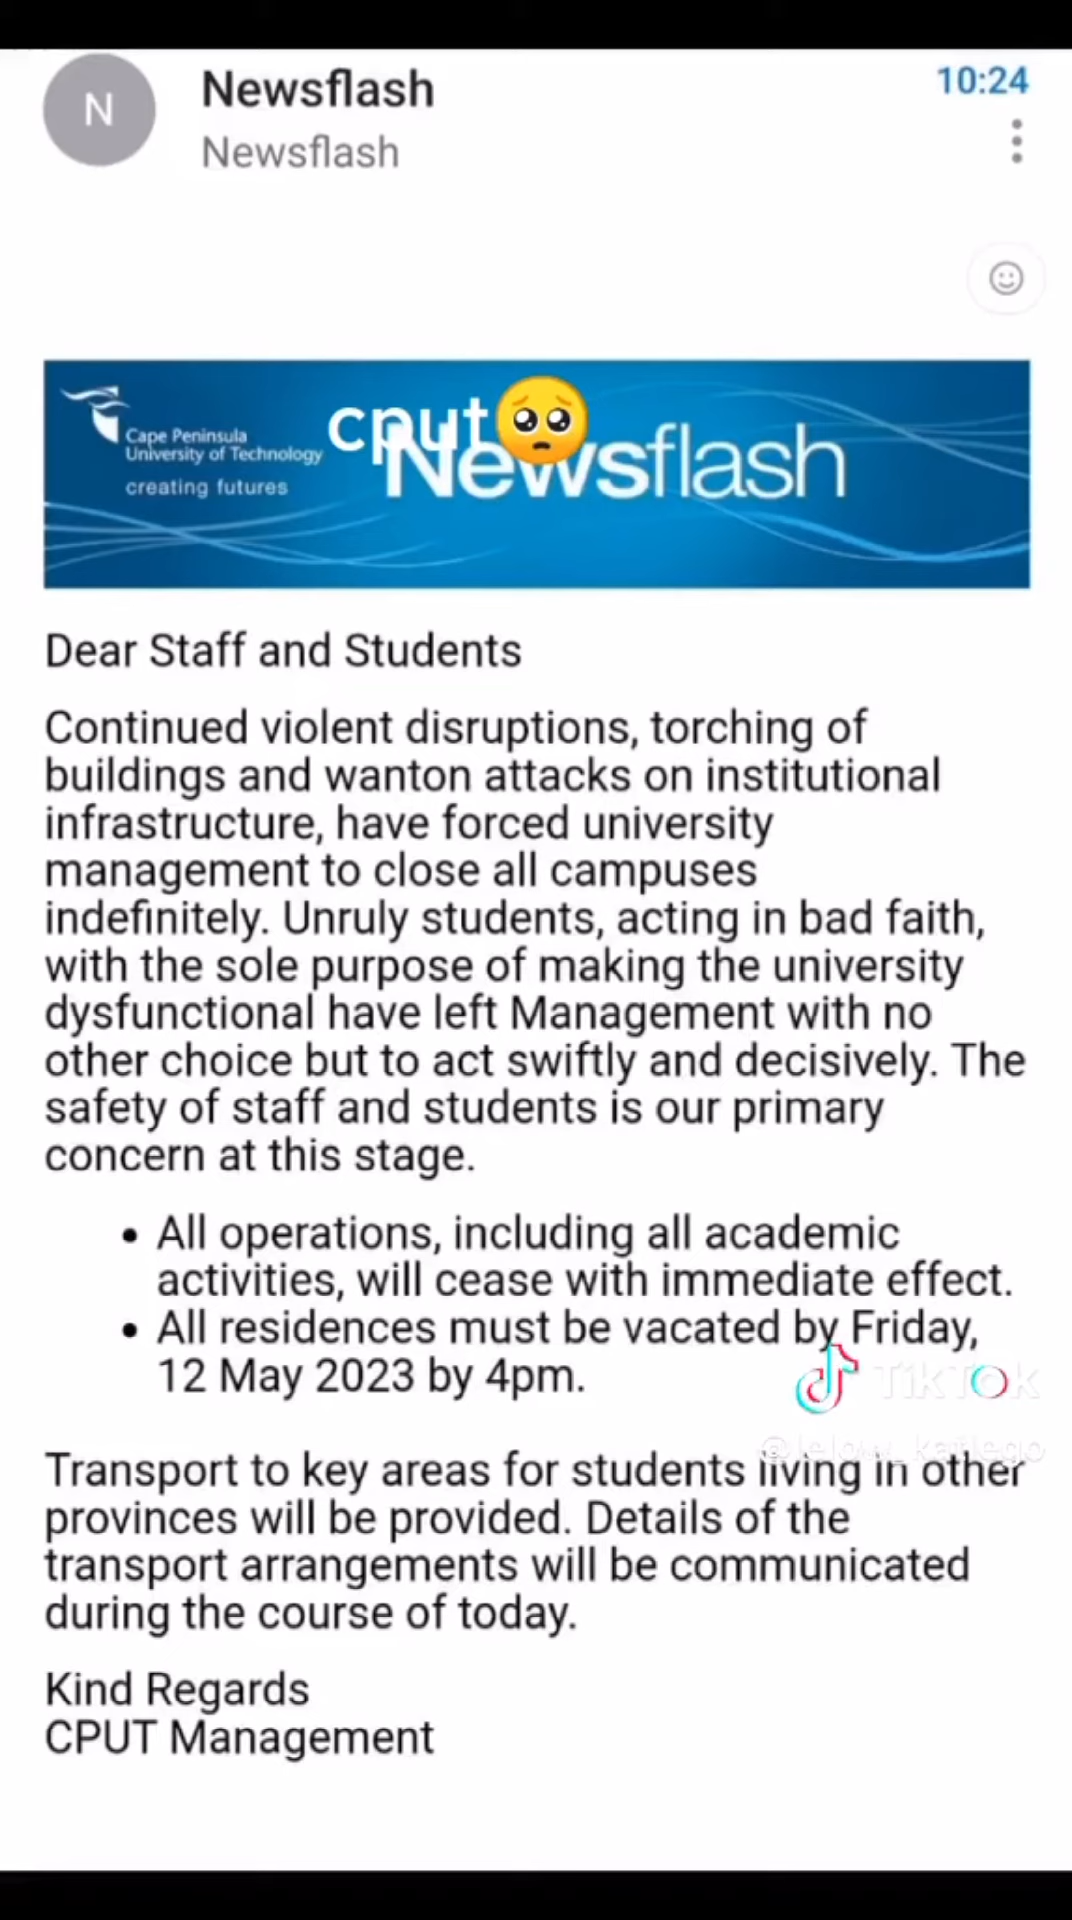 N
Newsflash
10:24
Newsflash
Cape Peninsula
University of Technology
creating futures
cput🥺
Newsflash
Dear Staff and Students
Continued violent disruptions, torching of
buildings and wanton attacks on institutional
infrastructure, have forced university
management to close all campuses
indefinitely. Unruly students, acting in bad faith,
with the sole purpose of making the university
dysfunctional have left Management with no
other choice but to act swiftly and decisively. The
safety of staff and students is our primary
concern at this stage.
• All operations, including all academic
activities, will cease with immediate effect.
• All residences must be vacated by Friday,
12 May 2023 by 4pm.
TikTok
Transport to key areas for students living in other
provinces will be provided. Details of the
transport arrangements will be communicated
during the course of today.
Kind Regards
CPUT Management